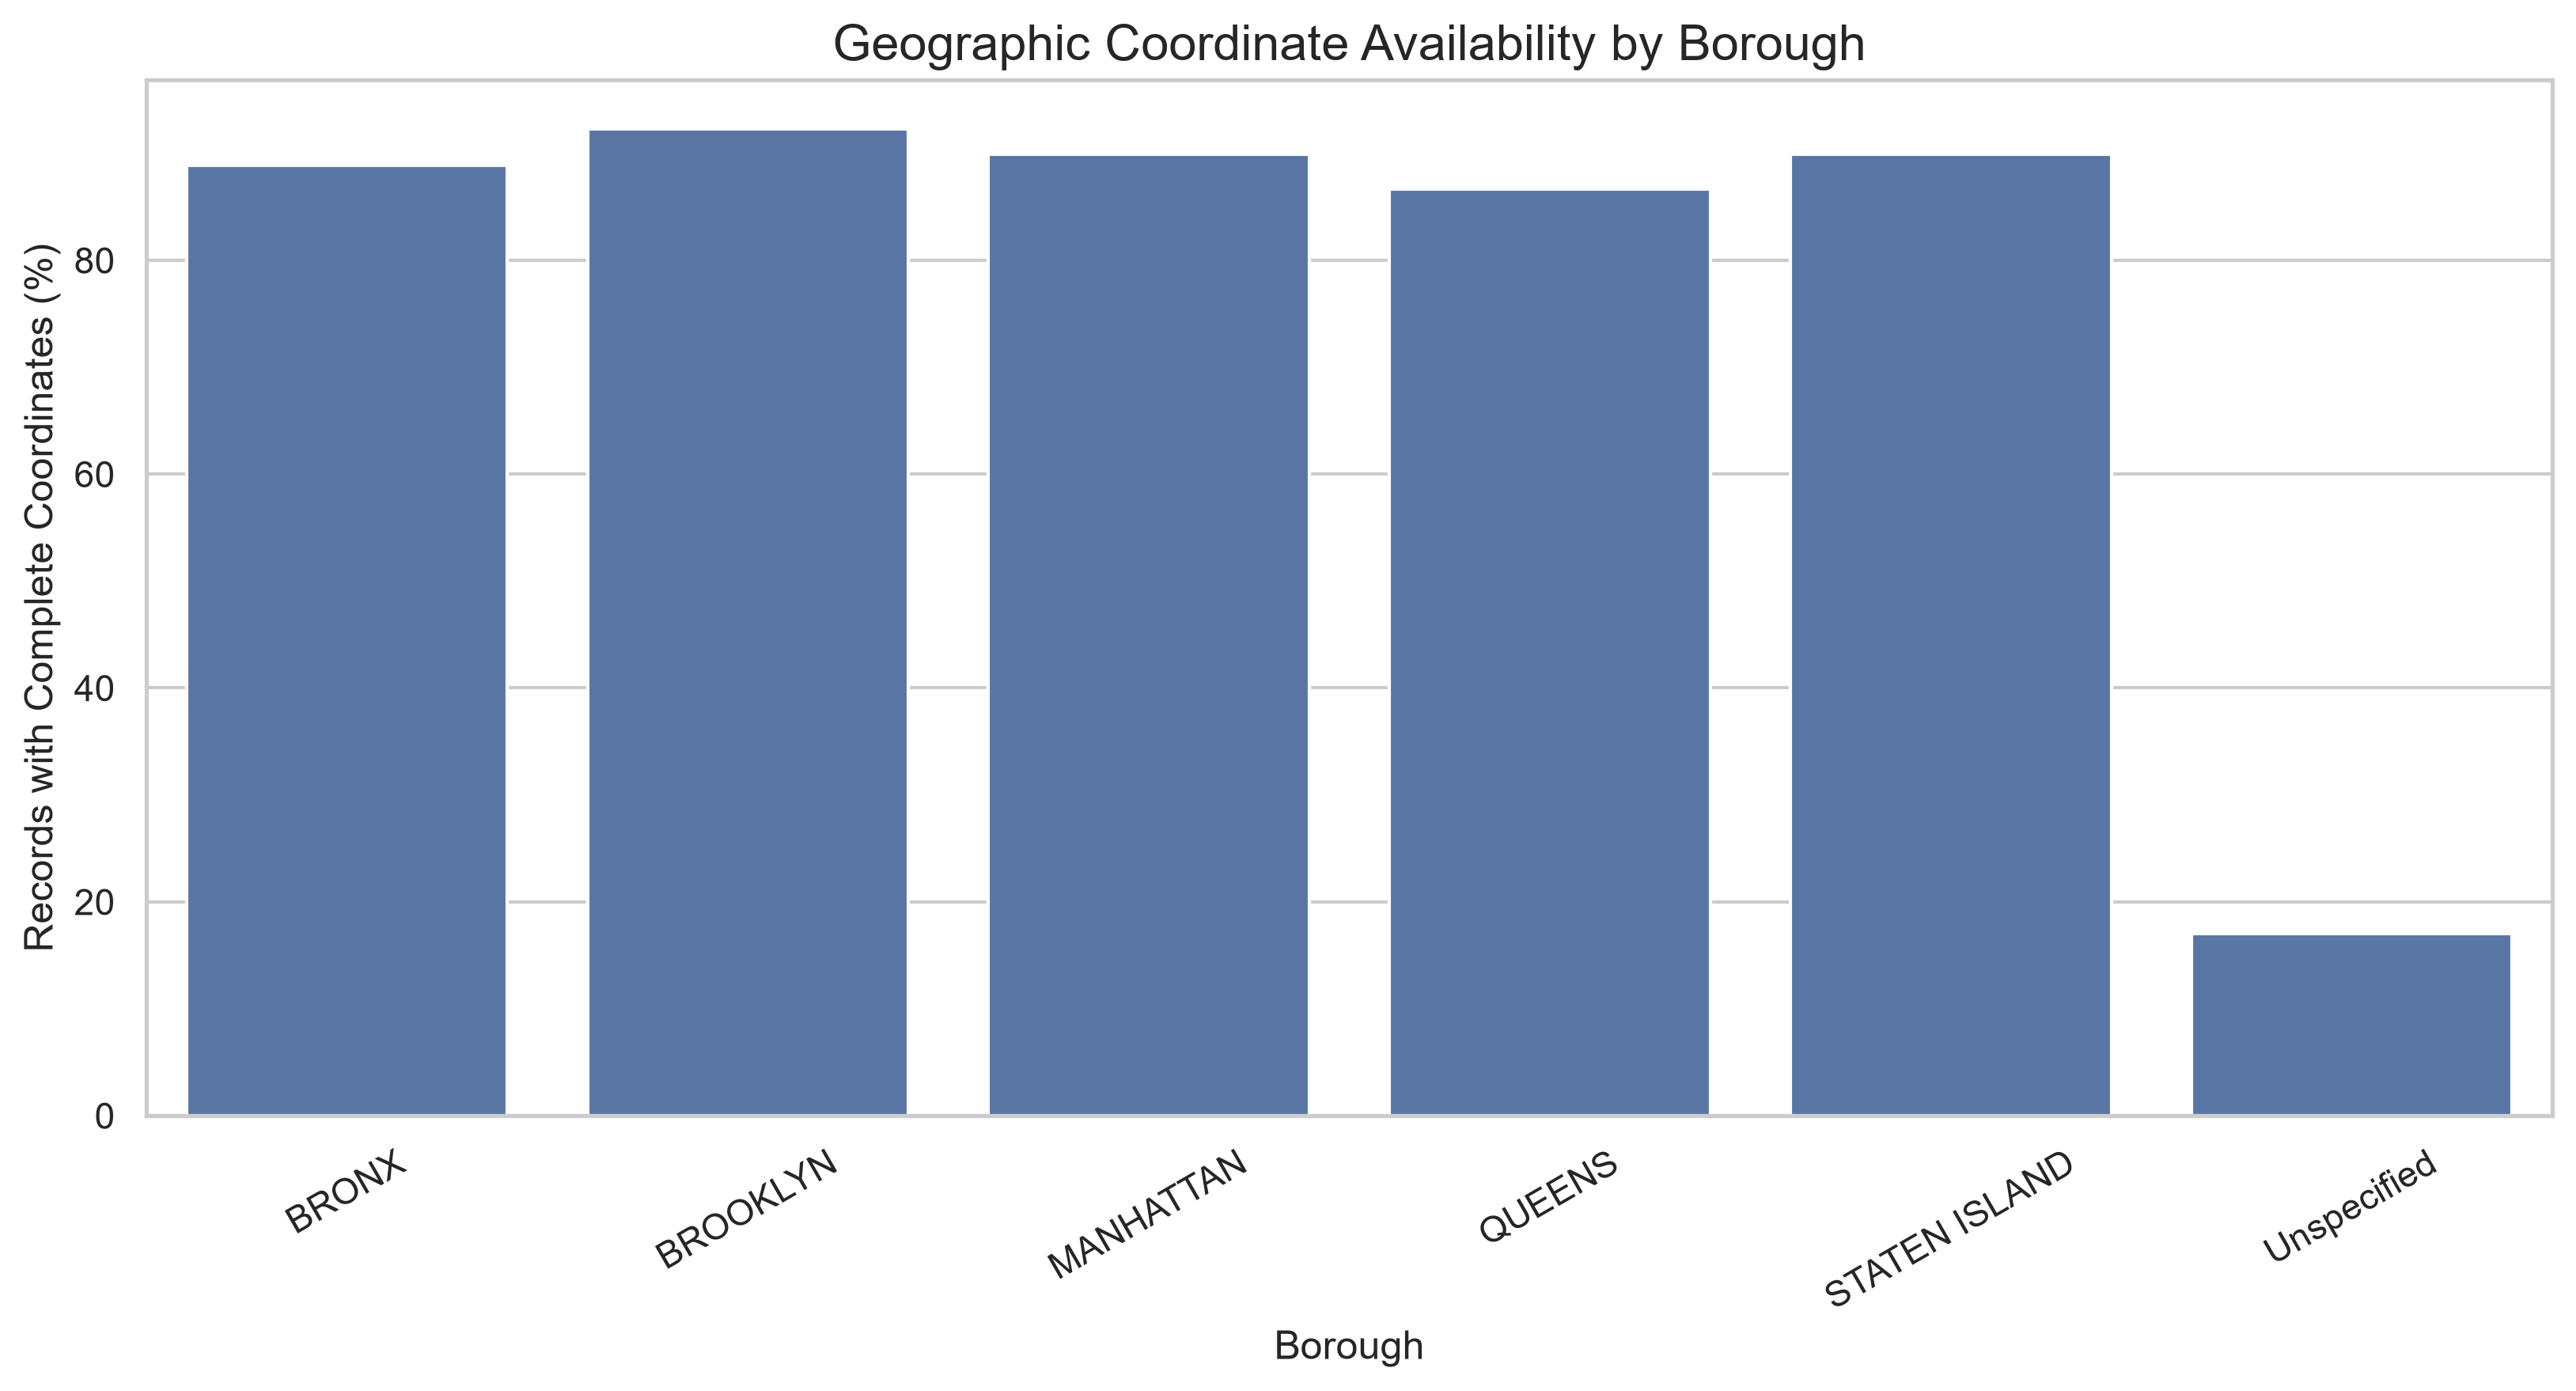 Geographic Coordinate Availability by Borough
Records with Complete Coordinates (%)
80
60
40
20
0
BRONX
BROOKLYN
MANHATTAN
QUEENS
STATEN ISLAND
Unspecified
Borough